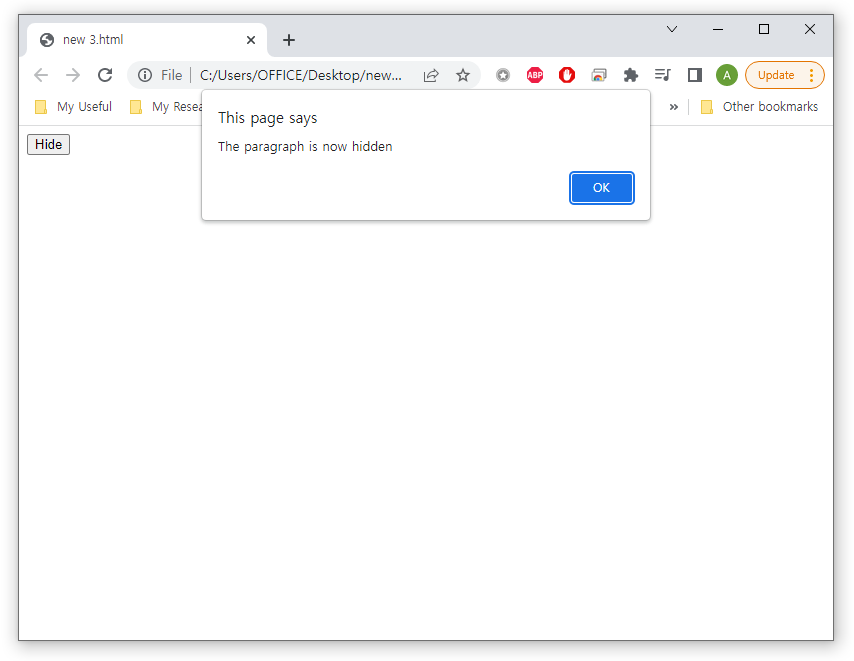 new 3.html
File C:/Users/OFFICE/Desktop/new... ABP A Update
My Useful My Resea » Other bookmarks
This page says
The paragraph is now hidden
Hide
OK